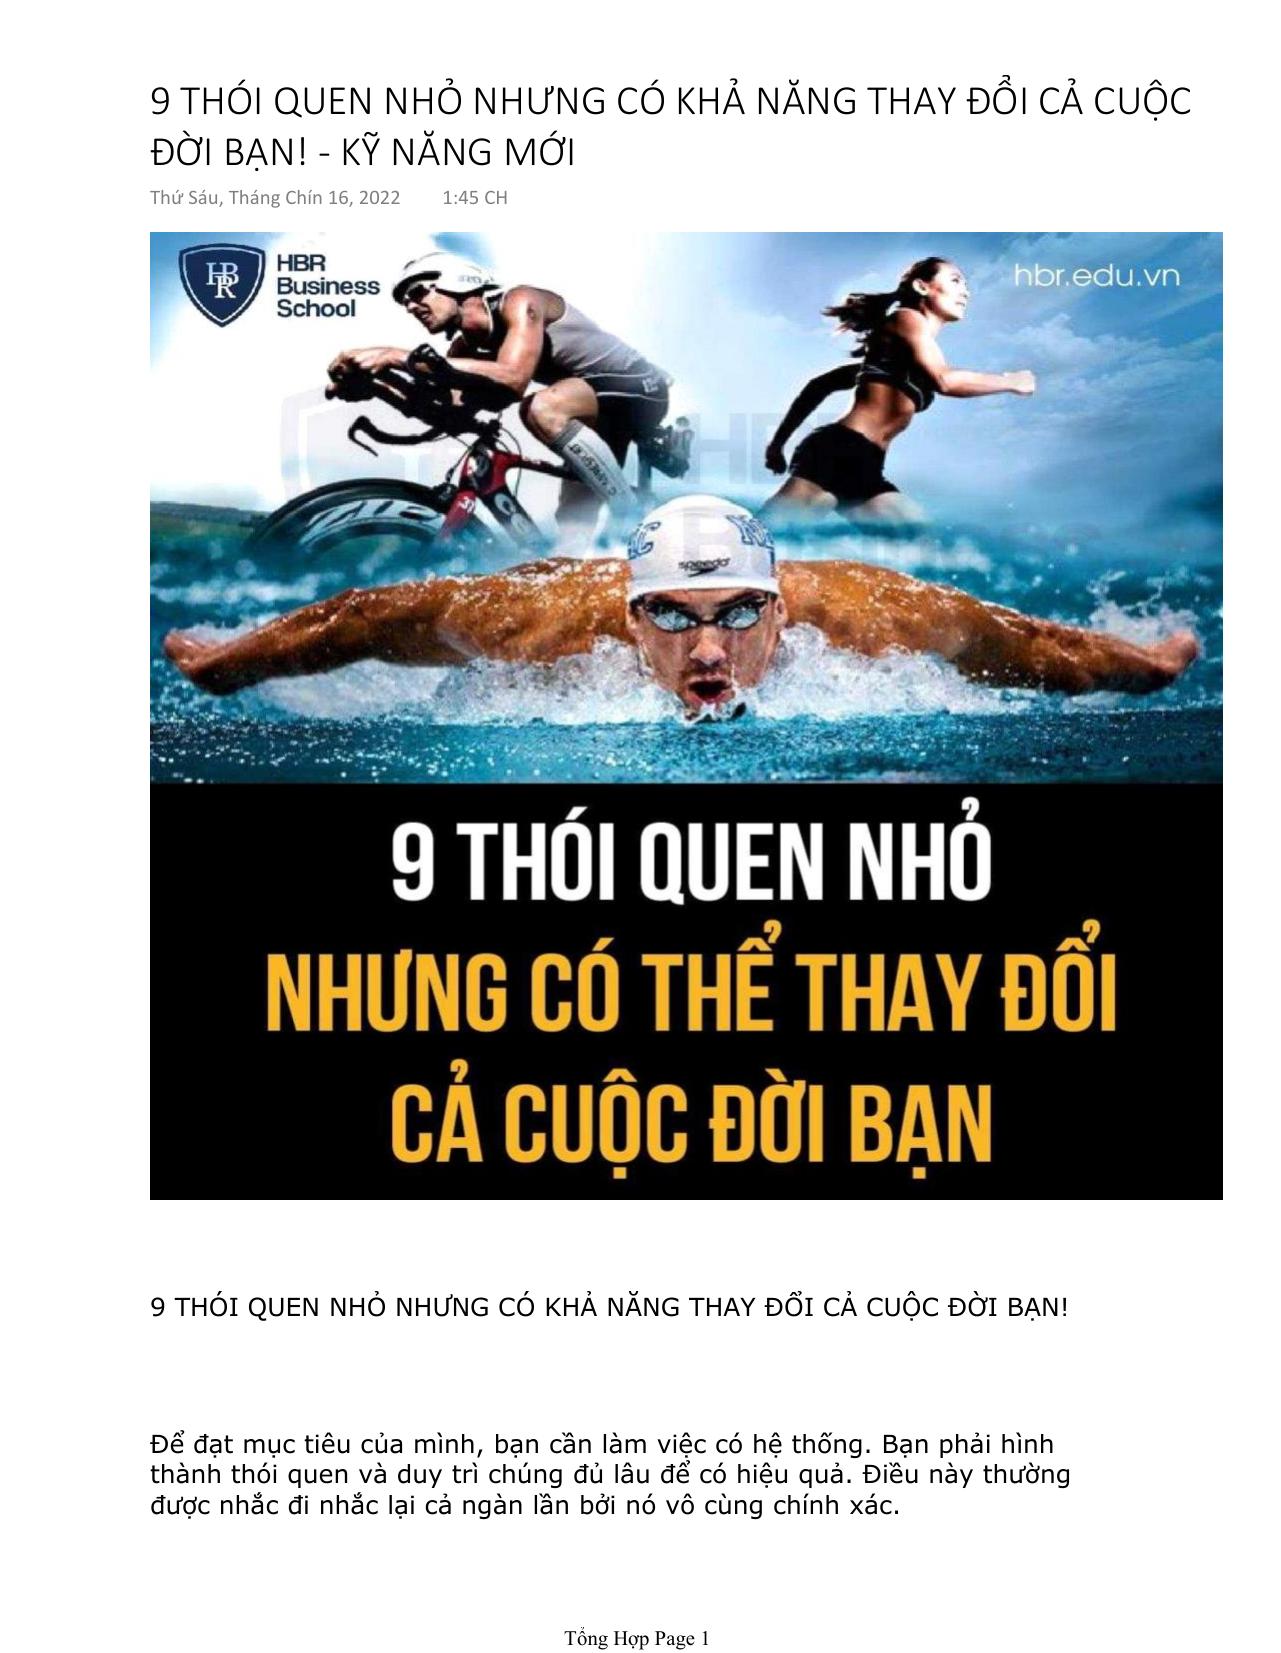 9 THÓI QUEN NHỎ NHƯNG CÓ KHẢ NĂNG THAY ĐỔI CẢ CUỘC
ĐỜI BẠN! - KỸ NĂNG MỚI
Thứ Sáu, Tháng Chín 16, 2022 1:45 CH
HBR
Business
School
hbr.edu.vn
speedo
9 THÓI QUEN NHỎ
NHƯNG CÓ THỂ THAY ĐỔI
CẢ CUỘC ĐỜI BẠN
9 THÓI QUEN NHỎ NHƯNG CÓ KHẢ NĂNG THAY ĐỔI CẢ CUỘC ĐỜI BẠN!
Để đạt mục tiêu của mình, bạn cần làm việc có hệ thống. Bạn phải hình
thành thói quen và duy trì chúng đủ lâu để có hiệu quả. Điều này thường
được nhắc đi nhắc lại cả ngàn lần bởi nó vô cùng chính xác.
Tổng Hợp Page 1